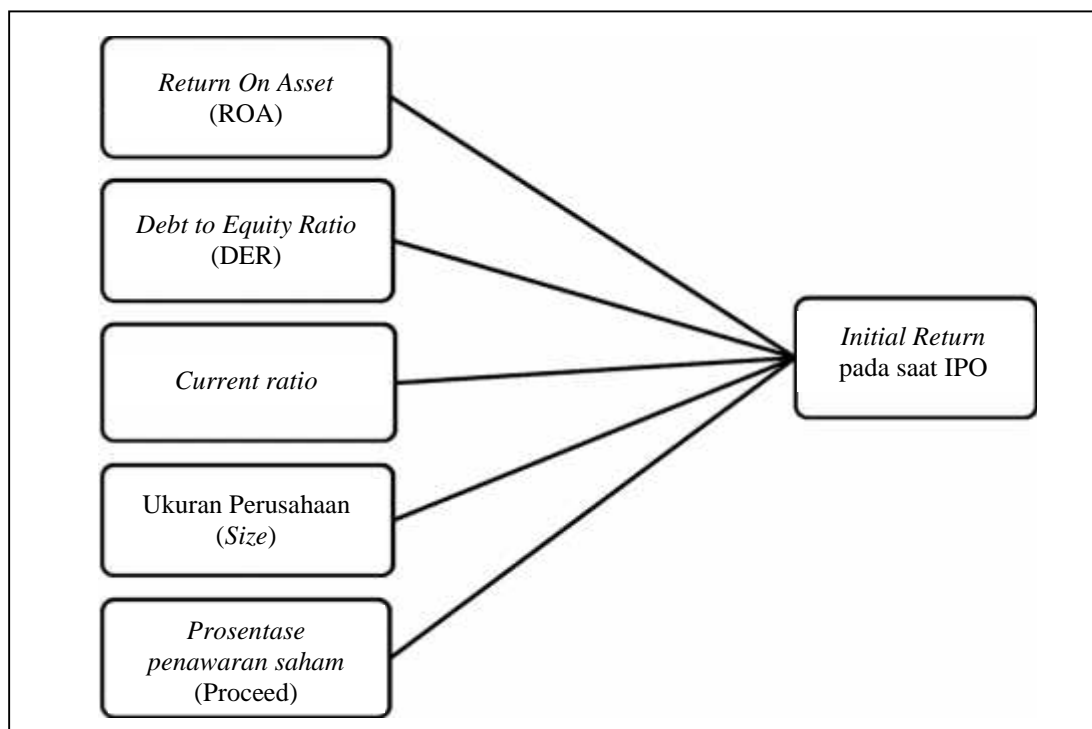 Return On Asset
(ROA)
Debt to Equity Ratio
(DER)
Current ratio
Ukuran Perusahaan
(Size)
Prosentase
penawaran saham
(Proceed)
Initial Return
pada saat IPO